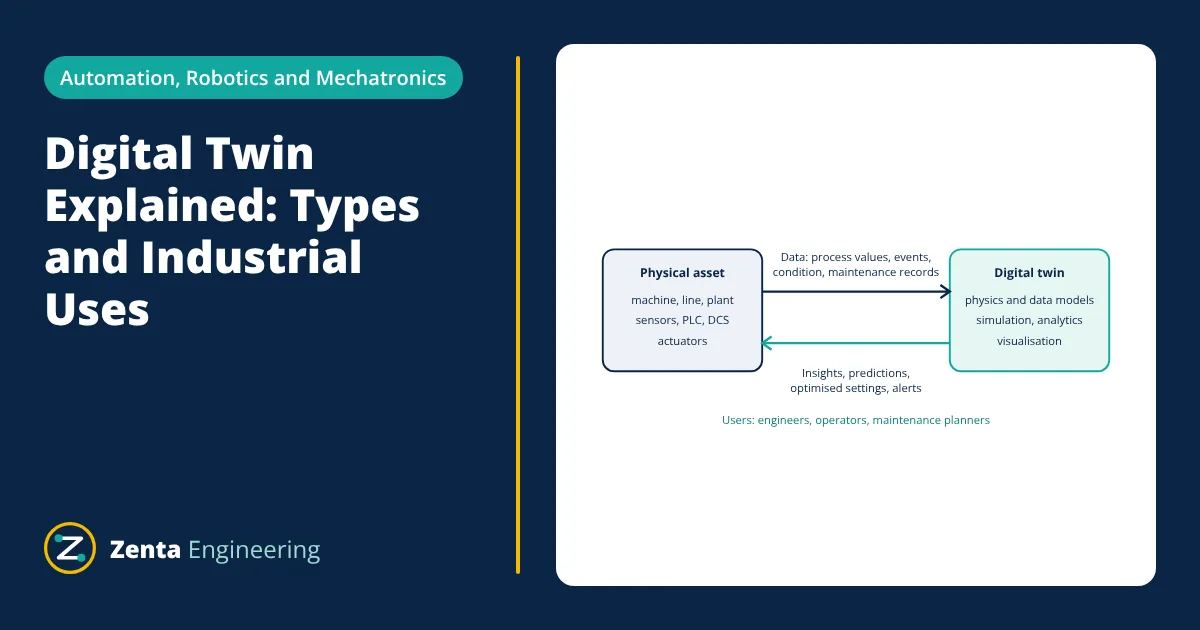 Automation, Robotics and Mechatronics
Digital Twin
Explained: Types
and Industrial
Uses
Zenta Engineering
Physical asset
machine, line, plant
sensors, PLC, DCS
actuators
Data: process values, events,
condition, maintenance records
Digital twin
physics and data models
simulation, analytics
visualisation
Insights, predictions,
optimised settings, alerts
Users: engineers, operators, maintenance planners